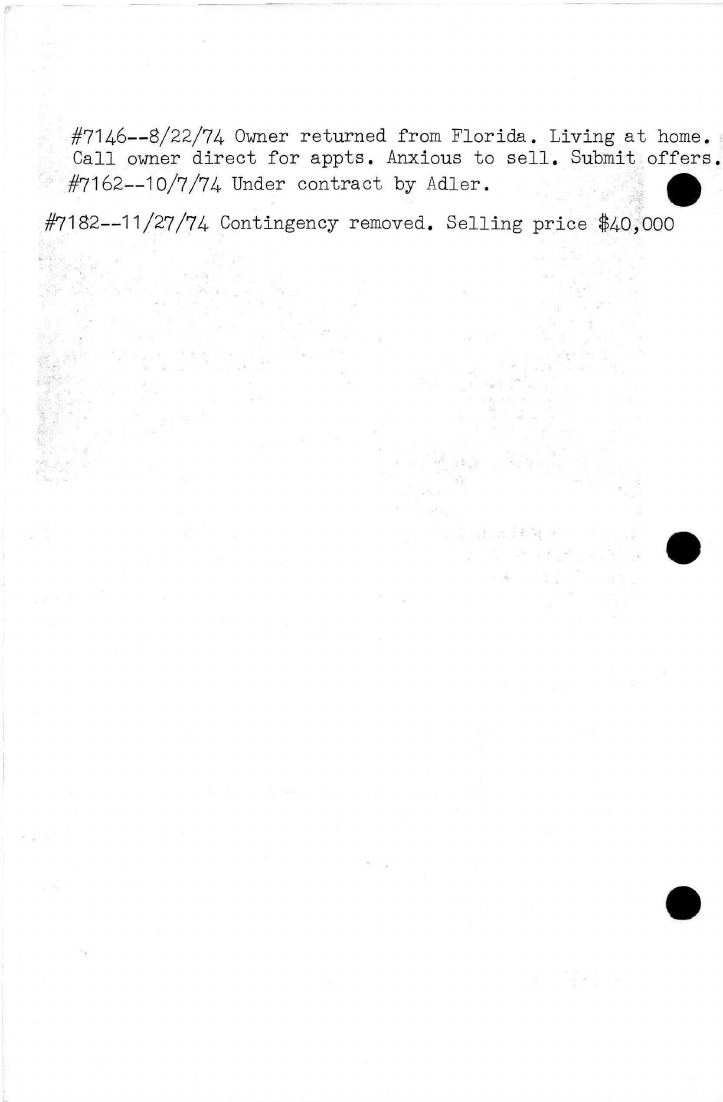 #7146--8/22/74 Owner returned from Florida. Living at home.
Call owner direct for appts. Anxious to sell. Submit offers.
#7162--10/7/74 Under contract by Adler.
#7182--11/27/74 Contingency removed. Selling price $40,000